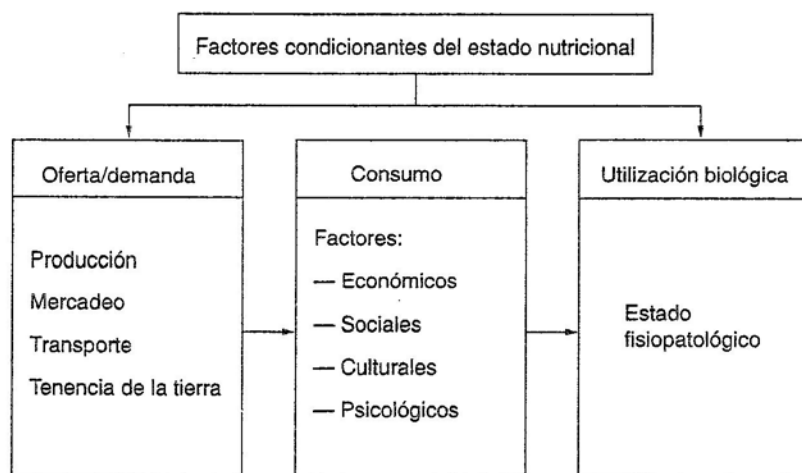 Factores condicionantes del estado nutricional
Oferta/demanda
Producción
Mercadeo
Transporte
Tenencia de la tierra
Consumo
Factores:
— Económicos
— Sociales
— Culturales
— Psicológicos
Utilización biológica
Estado
fisiopatológico